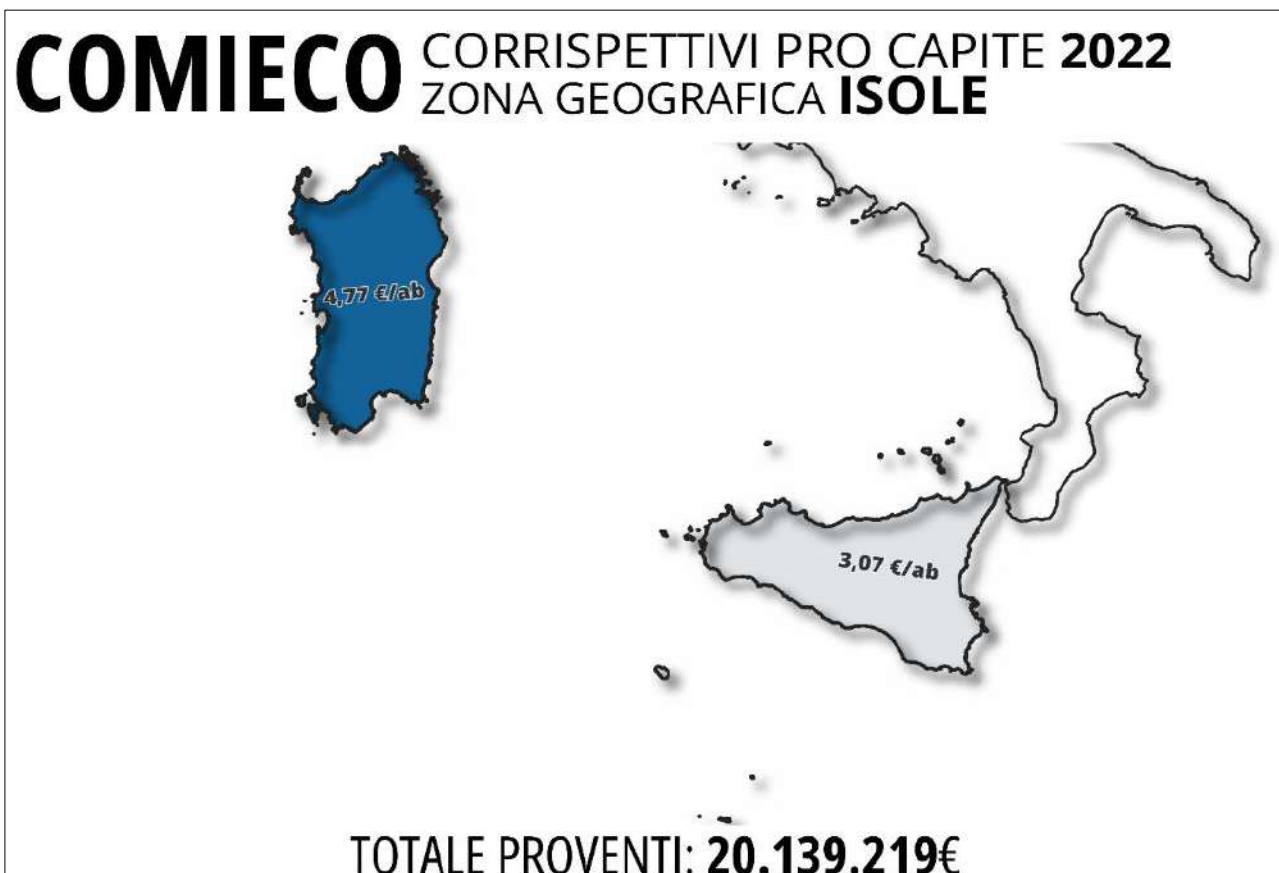 COMIECO CORRISPETTIVI PRO CAPITE 2022
ZONA GEOGRAFICA ISOLE
4,77 €/ab
3,07 €/ab
TOTALE PROVENTI: 20.139.219€